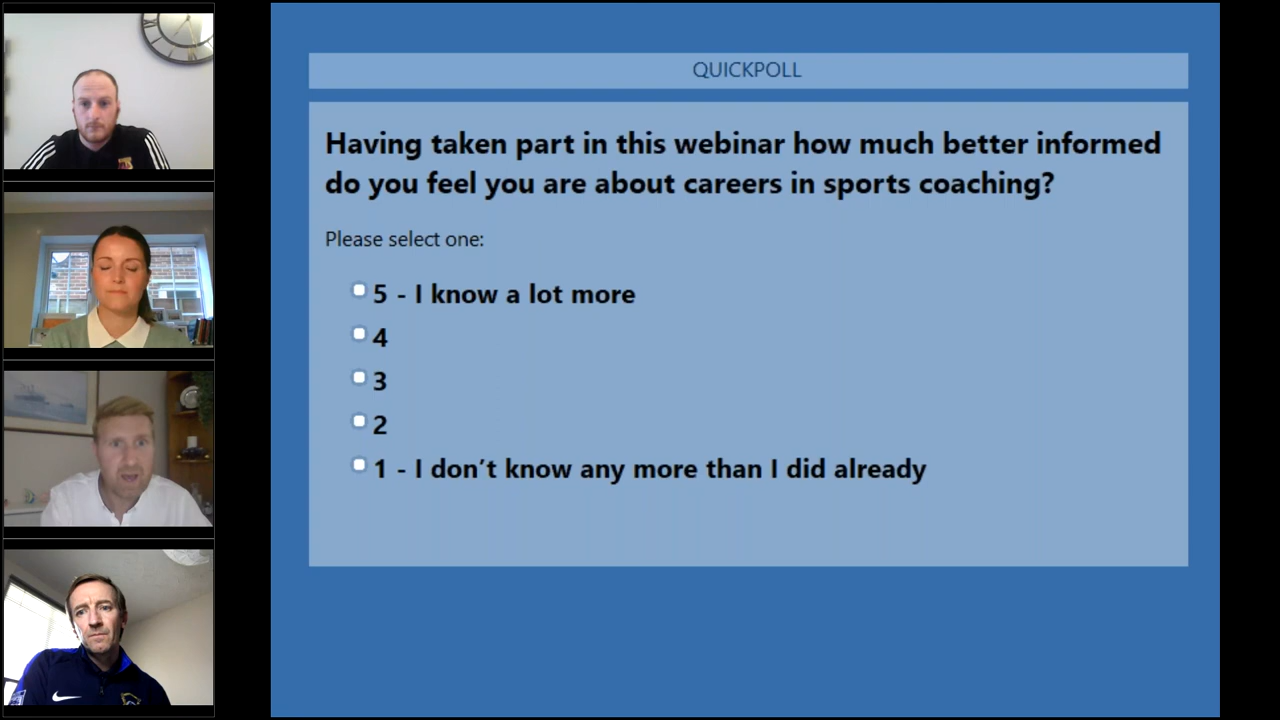 QUICKPOLL
Having taken part in this webinar how much better informed
do you feel you are about careers in sports coaching?
Please select one:
5 - I know a lot more
4
3
2
1 - I don’t know any more than I did already